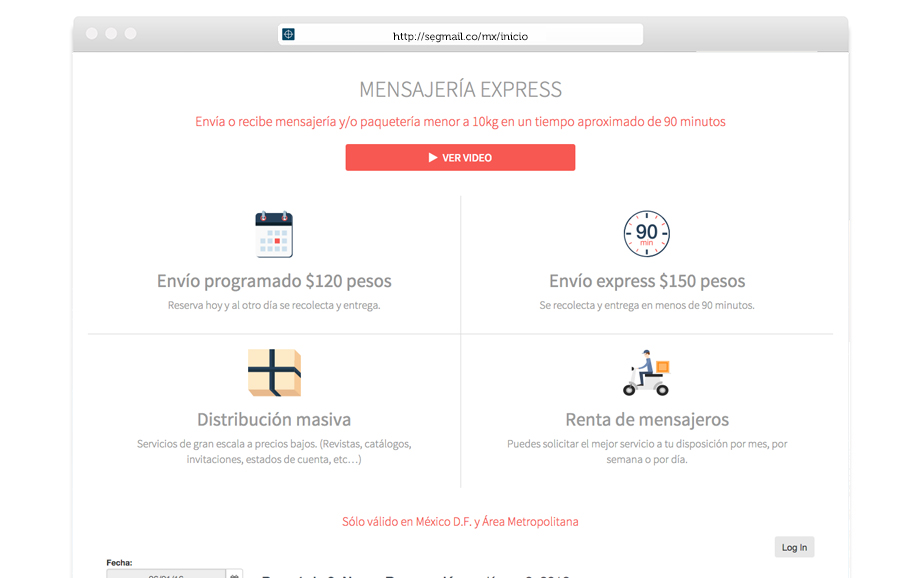 http://segmail.co/mx/inicio
MENSAJERÍA EXPRESS
Envía o recibe mensajería y/o paquetería menor a 10kg en un tiempo aproximado de 90 minutos
VER VIDEO
90
min
Envío programado $120 pesos
Envío express $150 pesos
Reserva hoy y al otro día se recolecta y entrega.
Se recolecta y entrega en menos de 90 minutos.
Distribución masiva
Renta de mensajeros
Servicios de gran escala a precios bajos. (Revistas, catálogos,
invitaciones, estados de cuenta, etc…)
Puedes solicitar el mejor servicio a tu disposición por mes, por
semana o por día.
Sólo válido en México D.F. y Área Metropolitana
Log In
Fecha: